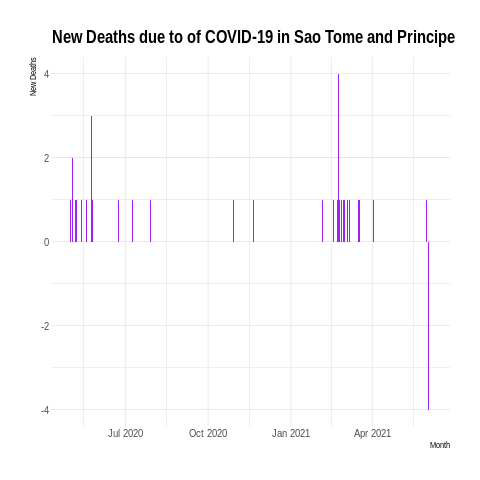 New Deaths due to of COVID-19 in Sao Tome and Principe
New Deaths
4
2
0
-2
-4
Jul 2020
Oct 2020
Jan 2021
Apr 2021
Month